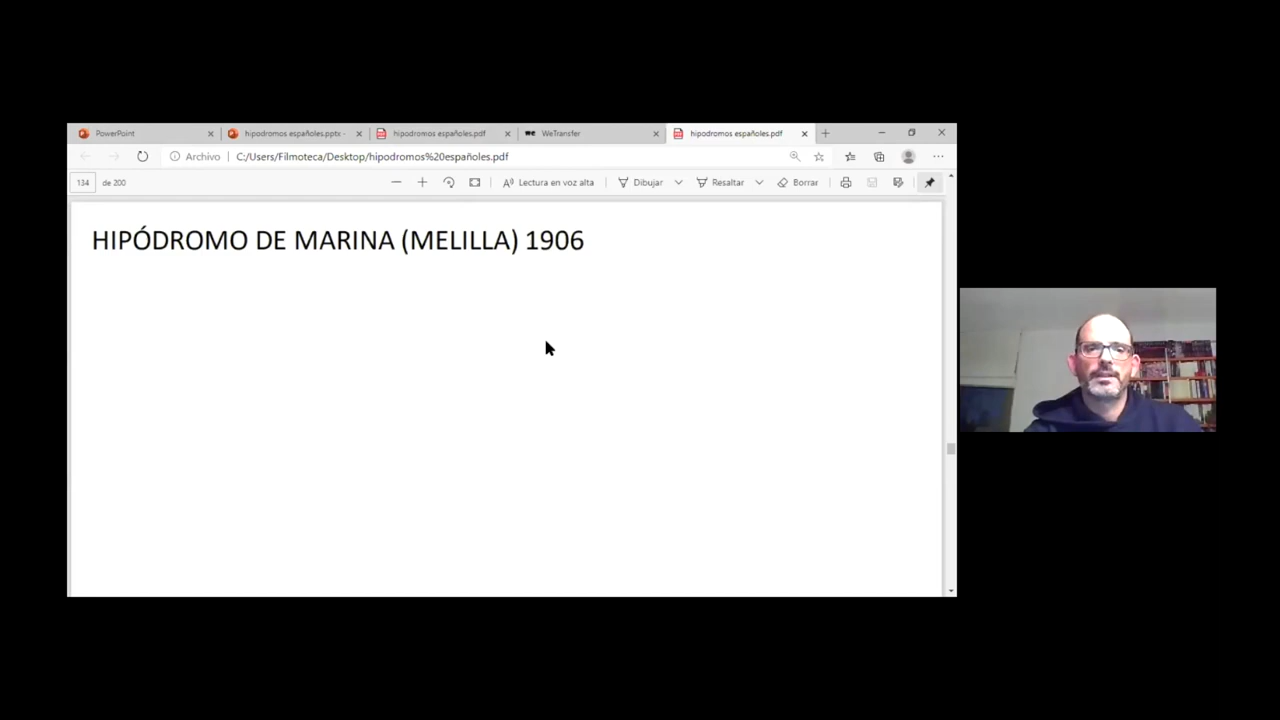 PowerPoint
hipodromos españoles.pptx -
hipodromos españoles.pdf
WeTransfer
hipodromos españoles.pdf
Archivo
C:/Users/Filmoteca/Desktop/hipodromos%20españoles.pdf
134 de 200
Lectura en voz alta
Dibujar
Resaltar
Borrar
HIPÓDROMO DE MARINA (MELILLA) 1906